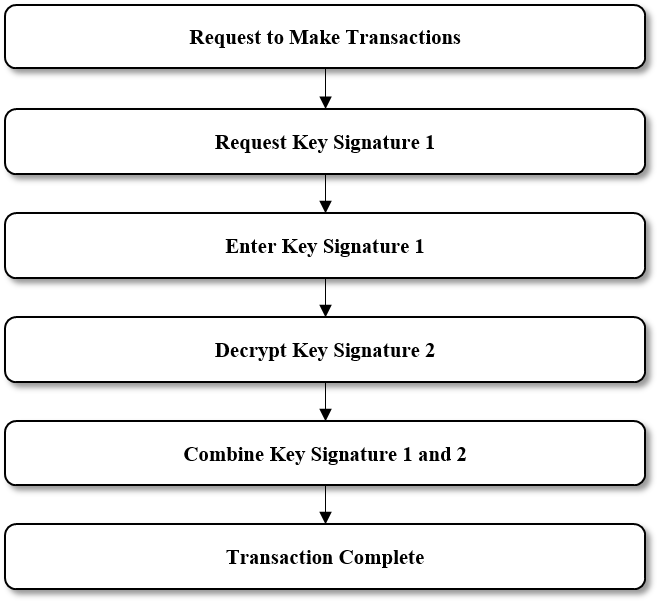 Request to Make Transactions
Request Key Signature 1
Enter Key Signature 1
Decrypt Key Signature 2
Combine Key Signature 1 and 2
Transaction Complete